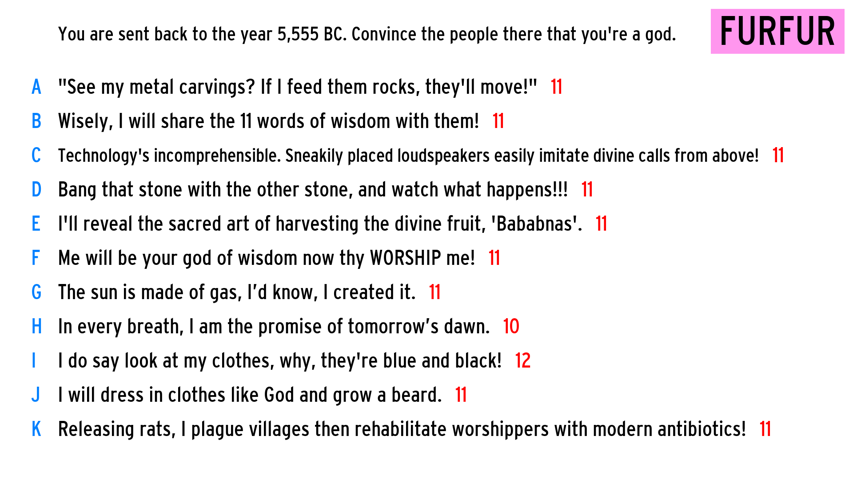 You are sent back to the year 5,555 BC. Convince the people there that you're a god.
FURFUR
A "See my metal carvings? If I feed them rocks, they'll move!" 11
B Wisely, I will share the 11 words of wisdom with them! 11
C Technology's incomprehensible. Sneakily placed loudspeakers easily imitate divine calls from above! 11
D Bang that stone with the other stone, and watch what happens!!! 11
E I'll reveal the sacred art of harvesting the divine fruit, 'Bababnas'. 11
F Me will be your god of wisdom now thy WORSHIP me! 11
G The sun is made of gas, I’d know, I created it. 11
H In every breath, I am the promise of tomorrow’s dawn. 10
I I do say look at my clothes, why, they're blue and black! 12
J I will dress in clothes like God and grow a beard. 11
K Releasing rats, I plague villages then rehabilitate worshippers with modern antibiotics! 11